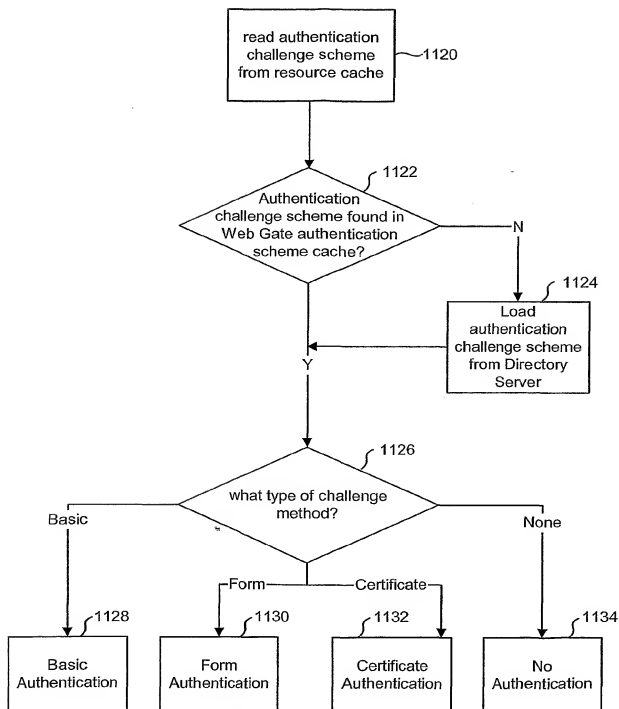 read authentication
challenge scheme
from resource cache
1120
1122
Authentication
challenge scheme found in
Web Gate authentication
scheme cache?
N
1124
Load
authentication
challenge scheme
from Directory
Server
Y
1126
what type of challenge
method?
Basic
None
Form
Certificate
1128
1130
1132
1134
Basic
Authentication
Form
Authentication
Certificate
Authentication
No
Authentication